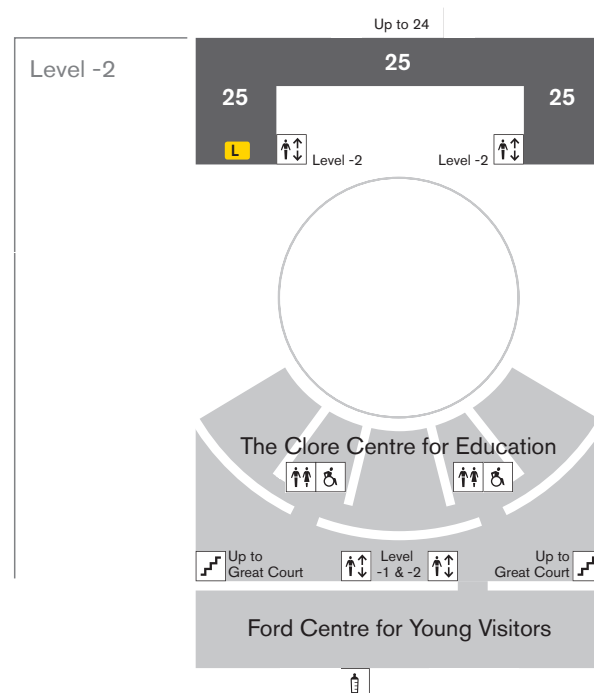 Up to 24
Level -2
25
25
25
L
Level -2
Level -2
The Clore Centre for Education
Up to
Great Court
Level
-1 & -2
Up to
Great Court
Ford Centre for Young Visitors